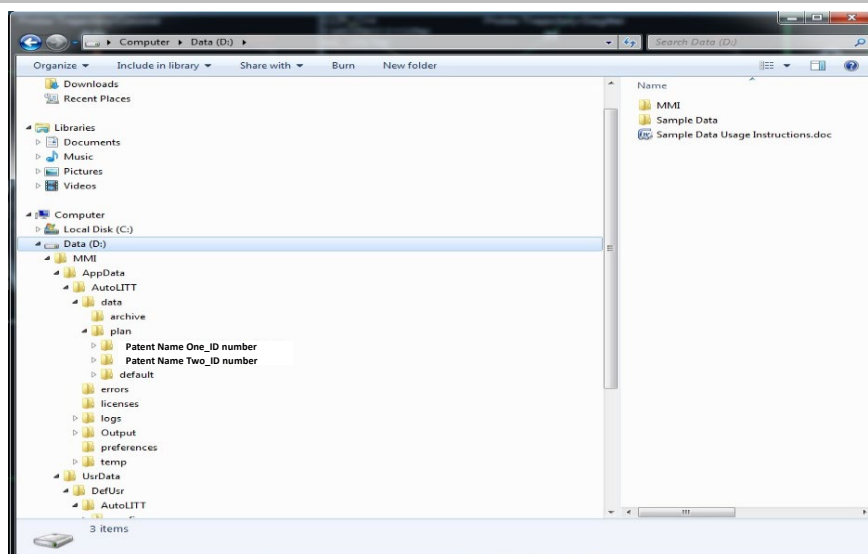 Computer ▸ Data (D:) ▸
Search Data (D:)
Organize ▾ Include in library ▾ Share with ▾ Burn New folder
Downloads
Recent Places
Libraries
Documents
Music
Pictures
Videos
Computer
Local Disk (C:)
Data (D:)
MMI
AppData
AutoLITT
data
archive
plan
Patent Name One_ID number
Patent Name Two_ID number
default
errors
licenses
logs
Output
preferences
temp
UsrData
DefUsr
AutoLITT
Name
MMI
Sample Data
Sample Data Usage Instructions.doc
3 items